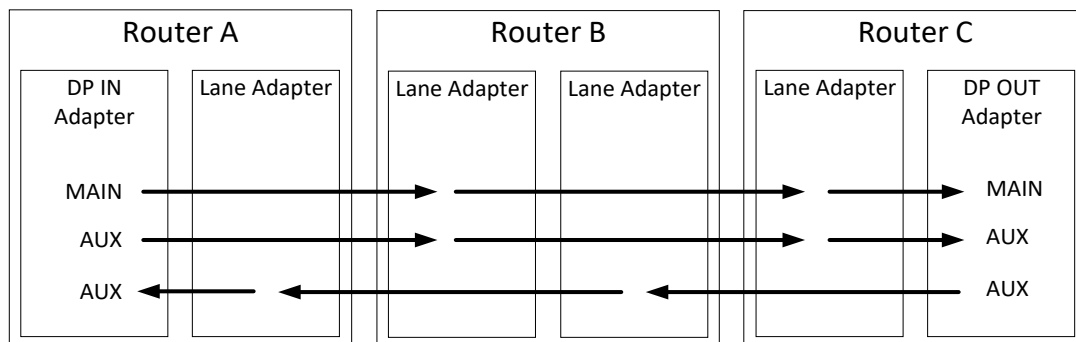 Router A
Router B
Router C
DP IN
Adapter
Lane Adapter
Lane Adapter
Lane Adapter
Lane Adapter
DP OUT
Adapter
MAIN
MAIN
AUX
AUX
AUX
AUX